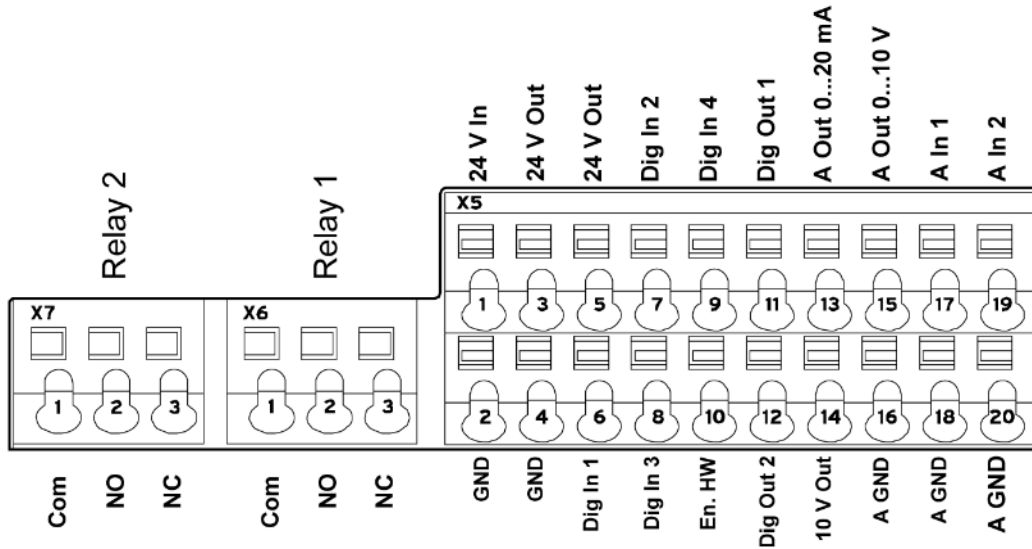 24 V In 24 V Out 24 V Out Dig In 2 Dig In 4 Dig Out 1 A Out 0...20 mA A Out 0...10 V A In 1 A In 2
Relay 2 Relay 1
X5
1 3 5 7 9 11 13 15 17 19
X7 X6
1 2 3 1 2 3 2 4 6 8 10 12 14 16 18 20
Com NO NC Com NO NC GND GND Dig In 1 Dig In 3 En. HW Dig Out 2 10 V Out A GND A GND A GND